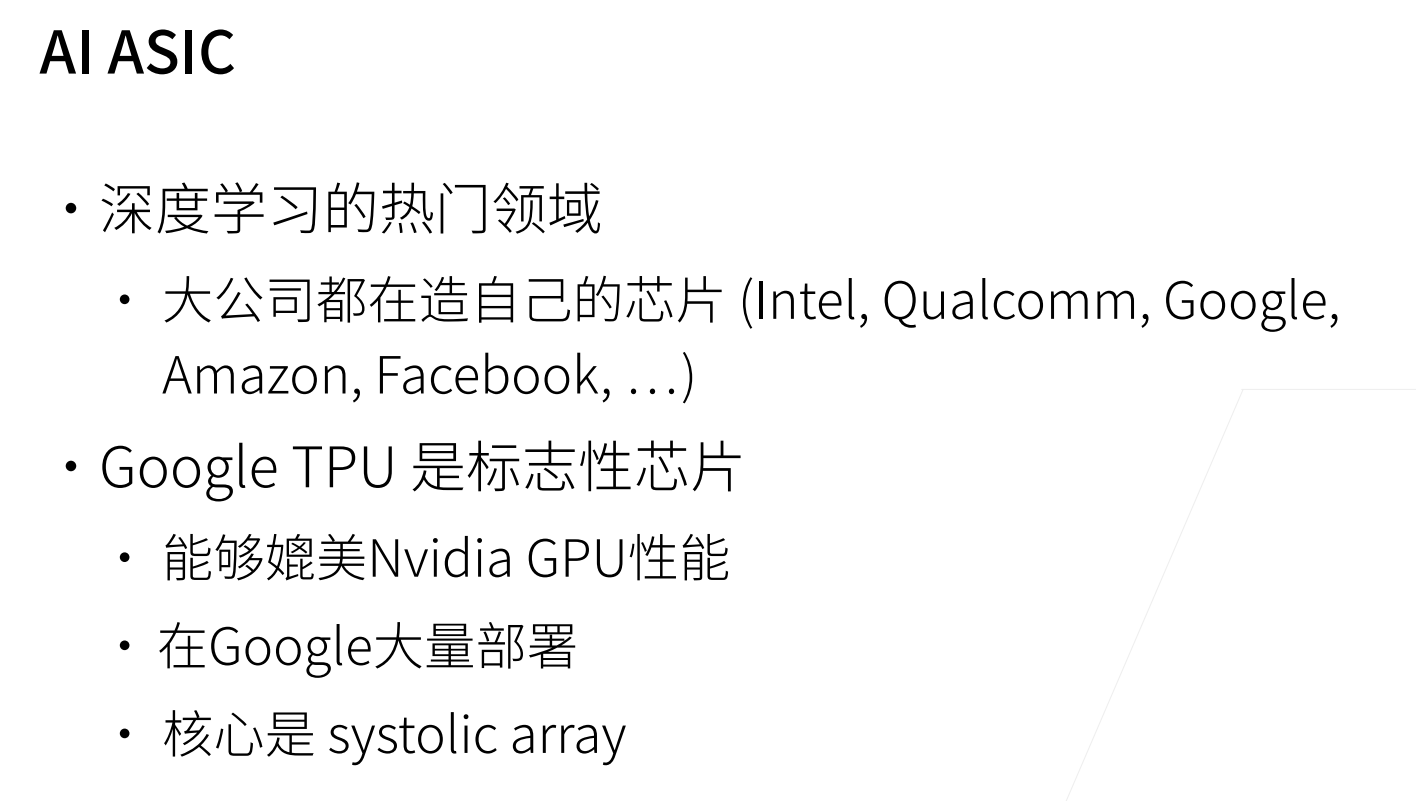 AI ASIC
• 深度学习的热门领域
• 大公司都在造自己的芯片 (Intel, Qualcomm, Google,
Amazon, Facebook, …)
• Google TPU 是标志性芯片
• 能够媲美Nvidia GPU性能
• 在Google大量部署
• 核心是 systolic array